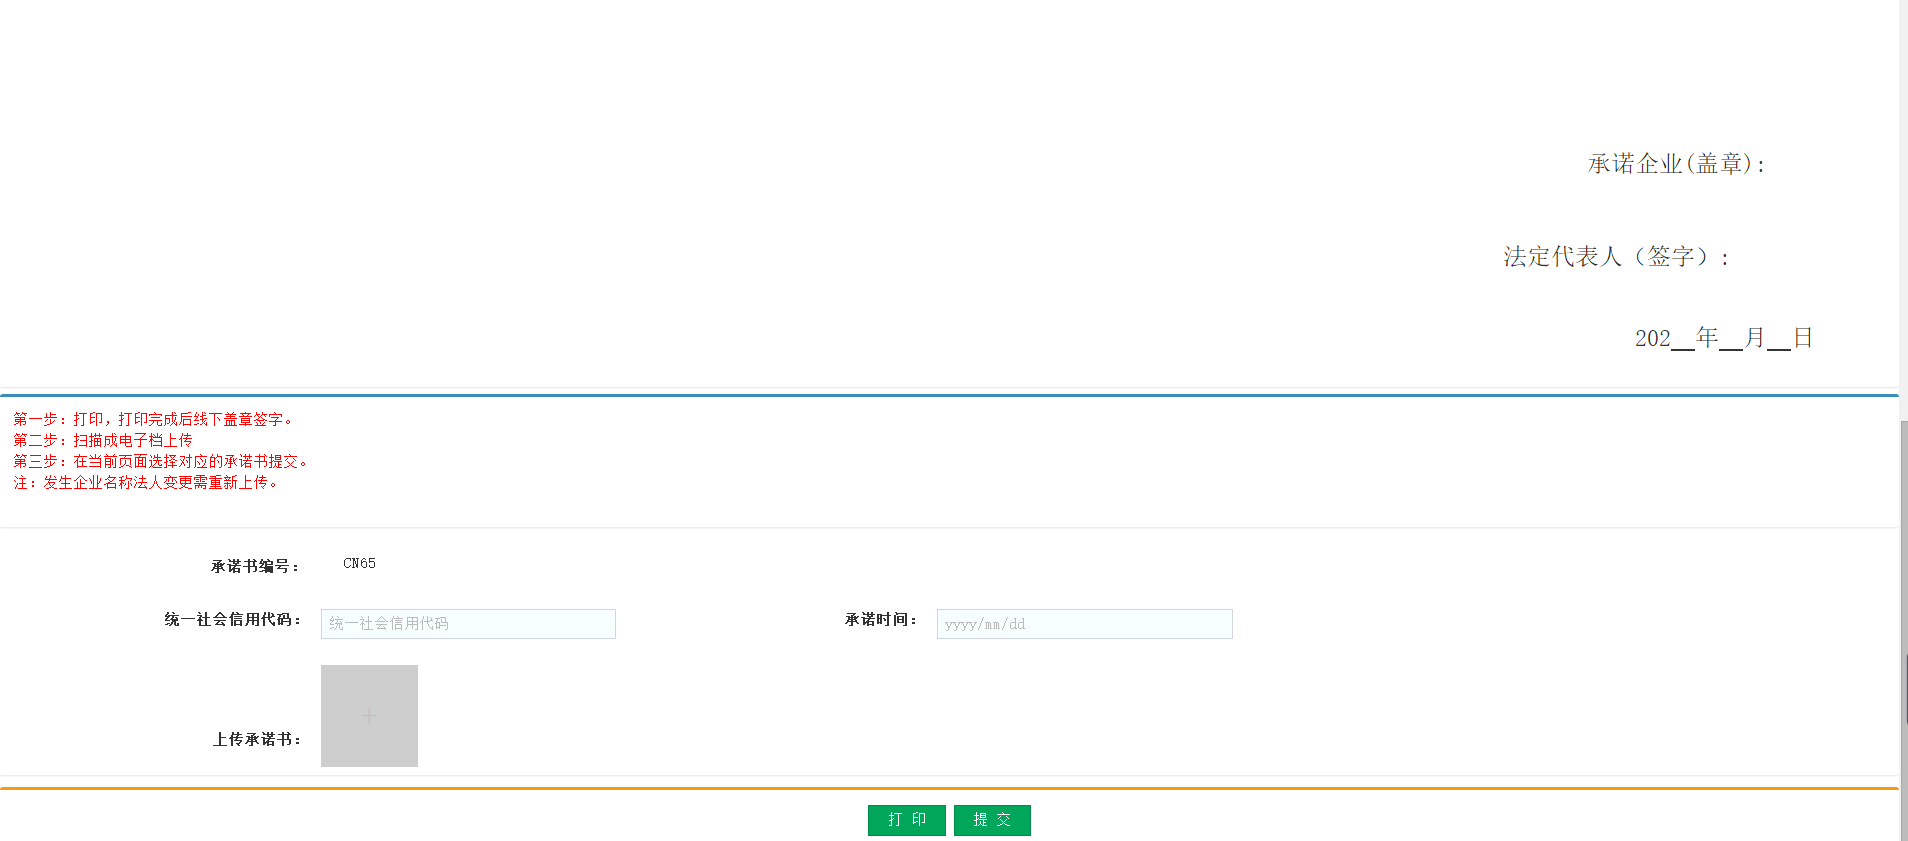 承诺企业(盖章):
法定代表人（签字）:
202__年__月__日
第一步：打印，打印完成后线下盖章签字。
第二步：扫描成电子档上传
第三步：在当前页面选择对应的承诺书提交。
注：发生企业名称法人变更需重新上传。
承诺书编号： CN65
统一社会信用代码： 统一社会信用代码 承诺时间： yyyy/mm/dd
上传承诺书： +
打 印 提 交